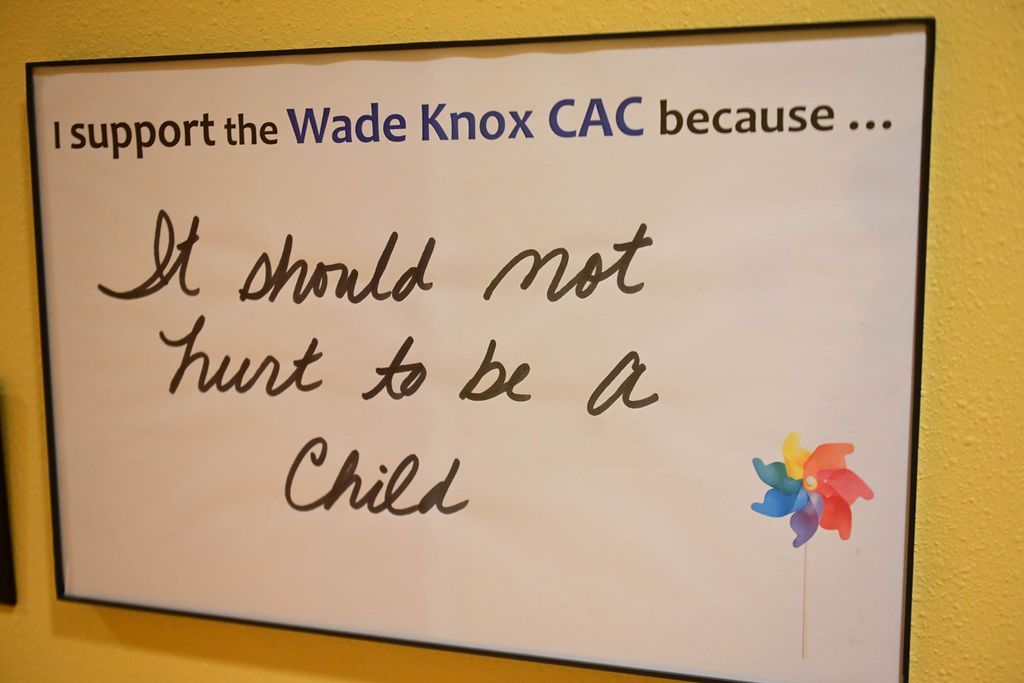 I support the Wade Knox CAC because ...
It should not
hurt to be a
Child